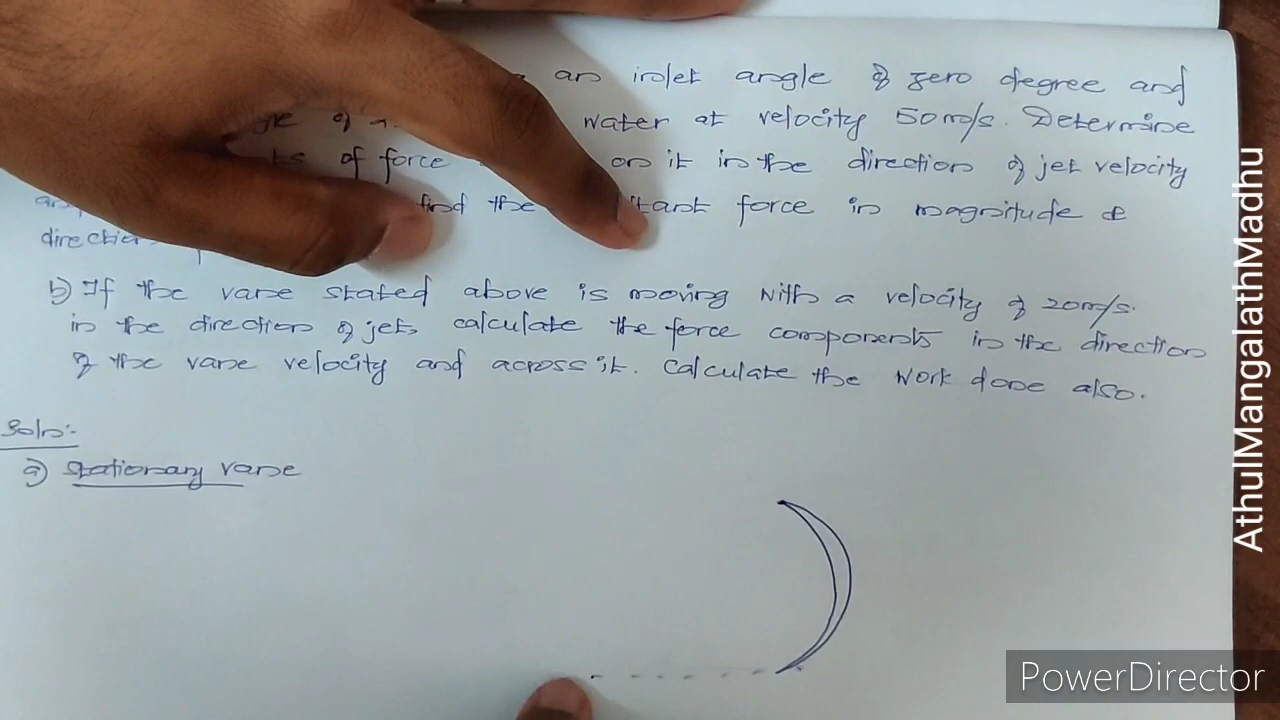 an inlet angle of zero degree and
of water at velocity 50m/s. Determine
of force on it in the direction of jet velocity
find the force in magnitude &
b) If the vane stated above is moving with a velocity of 20m/s.
in the direction of jet, calculate the force components in the direction
of the vane velocity and across it. Calculate the work done also.
Soln:-
a) Stationary vane
AthulMangalathMadhu
PowerDirector